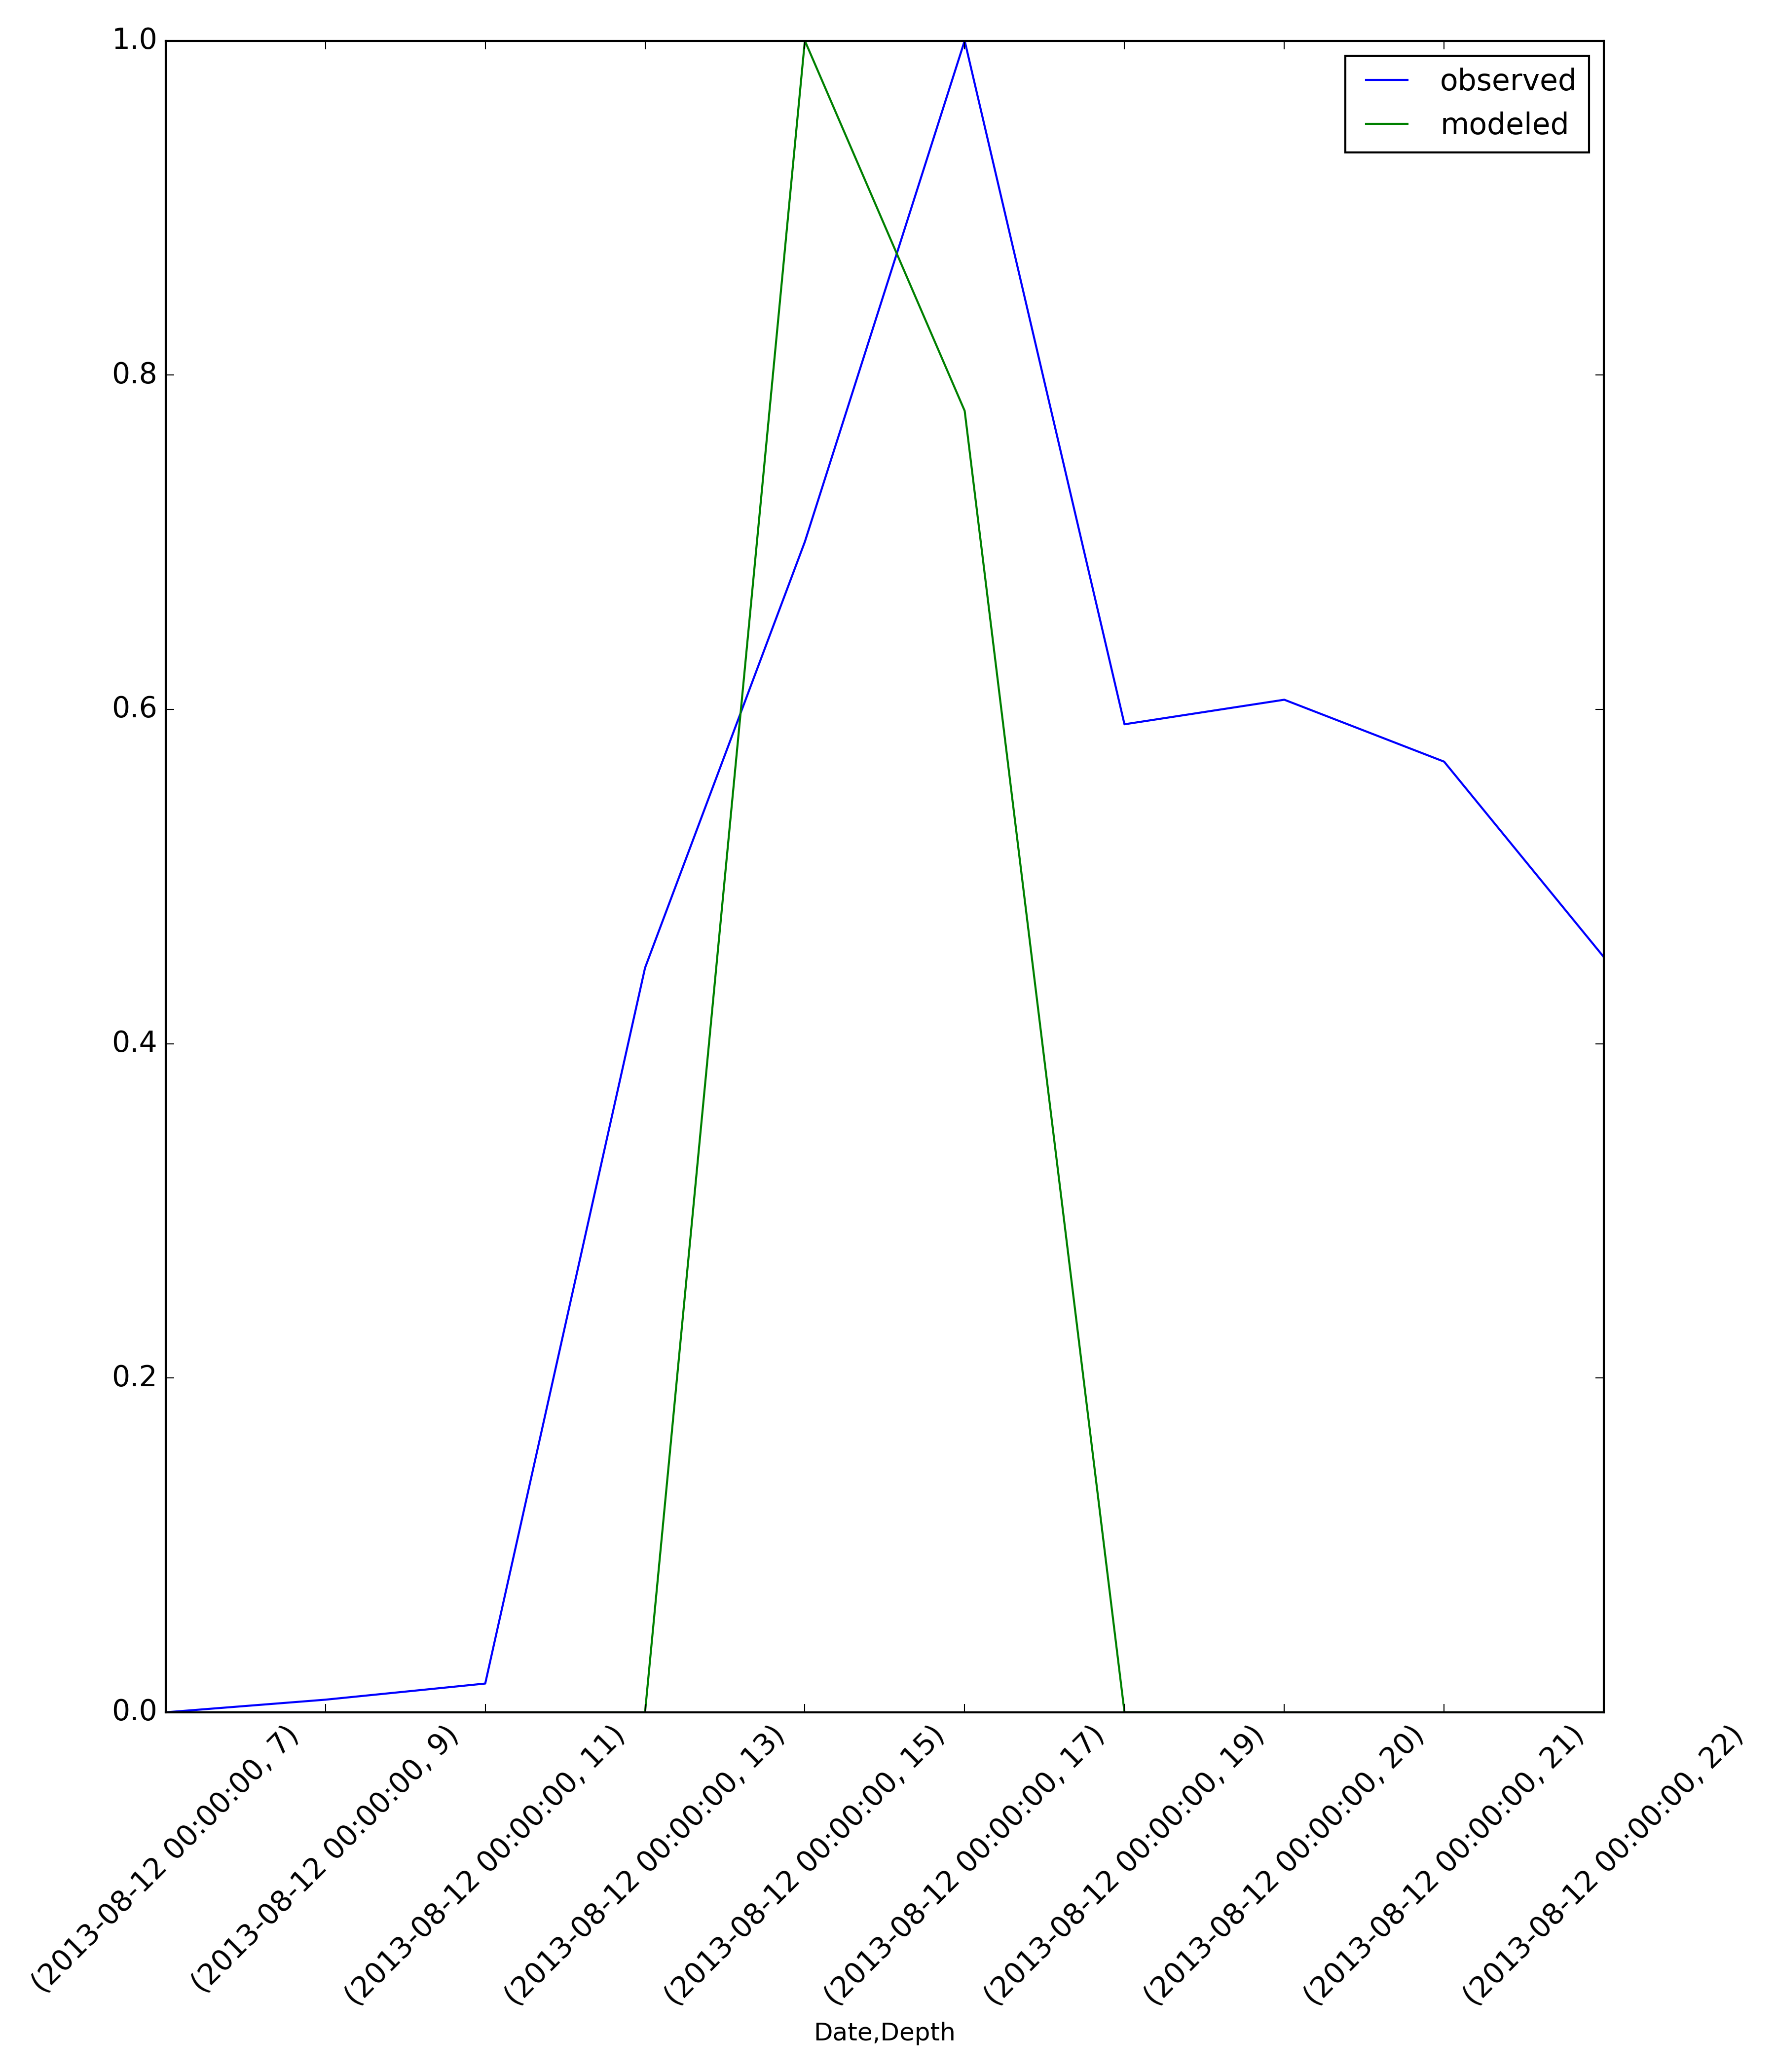 1.0
0.8
0.6
0.4
0.2
0.0
observed
modeled
(2013-08-12 00:00:00, 7)
(2013-08-12 00:00:00, 9)
(2013-08-12 00:00:00, 11)
(2013-08-12 00:00:00, 13)
(2013-08-12 00:00:00, 15)
(2013-08-12 00:00:00, 17)
(2013-08-12 00:00:00, 19)
(2013-08-12 00:00:00, 20)
(2013-08-12 00:00:00, 21)
(2013-08-12 00:00:00, 22)
Date,Depth